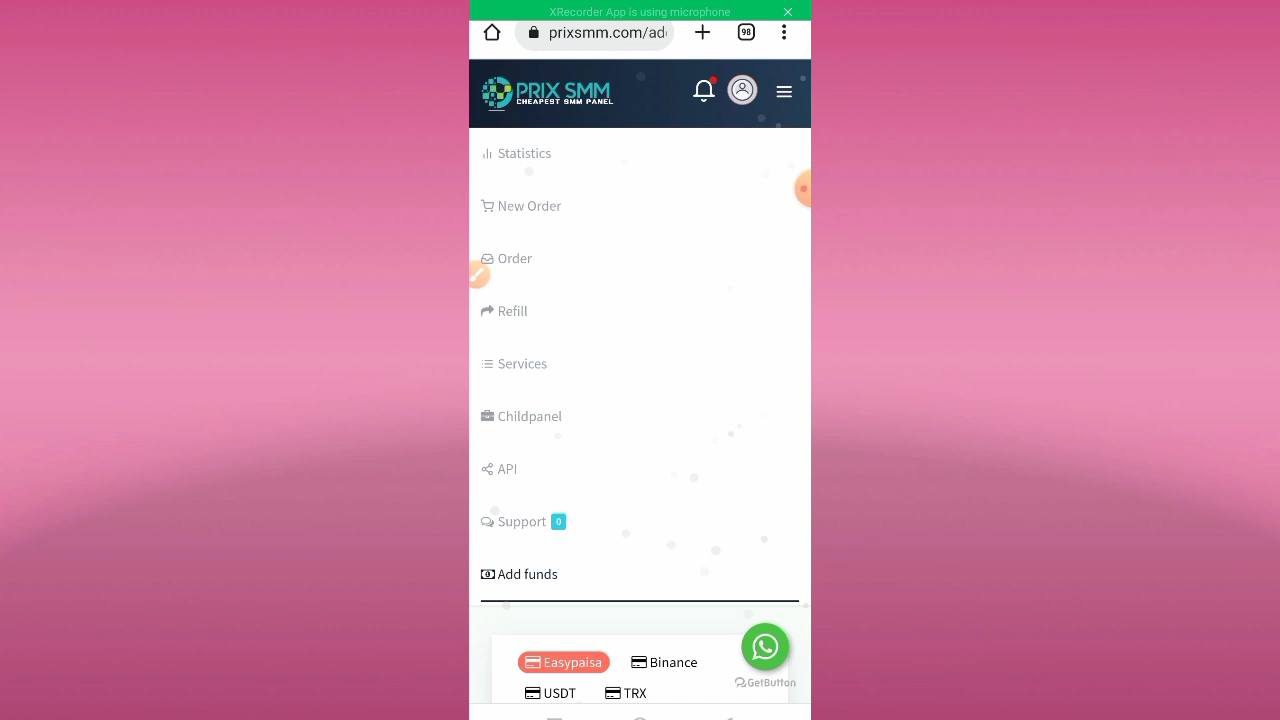 XRecorder App is using microphone
prixsmm.com/ad
98
PRIX SMM
CHEAPEST SMM PANEL
Statistics
New Order
Order
Refill
Services
Childpanel
API
Support 0
Add funds
Easypaisa Binance
USDT TRX
GetButton